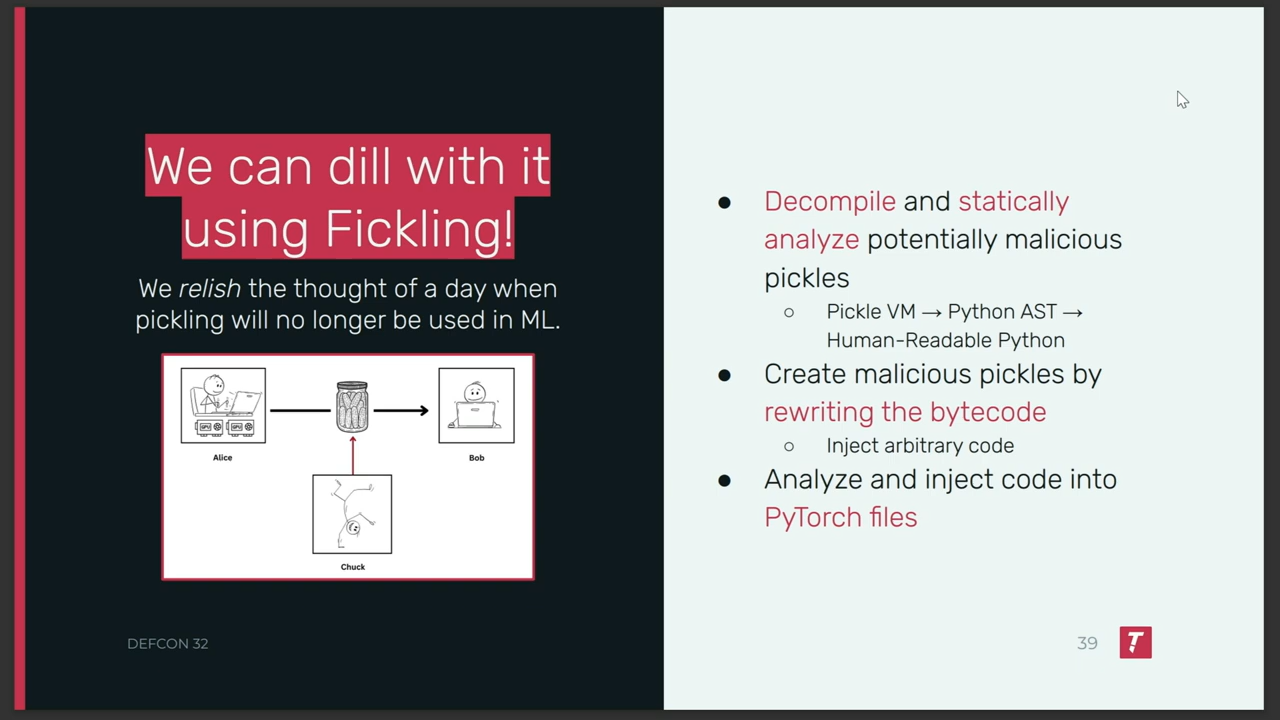 We can dill with it
using Fickling!
We relish the thought of a day when
pickling will no longer be used in ML.
Alice
Bob
Chuck
DEFCON 32
● Decompile and statically
analyze potentially malicious
pickles
○ Pickle VM → Python AST →
Human-Readable Python
● Create malicious pickles by
rewriting the bytecode
○ Inject arbitrary code
● Analyze and inject code into
PyTorch files
39